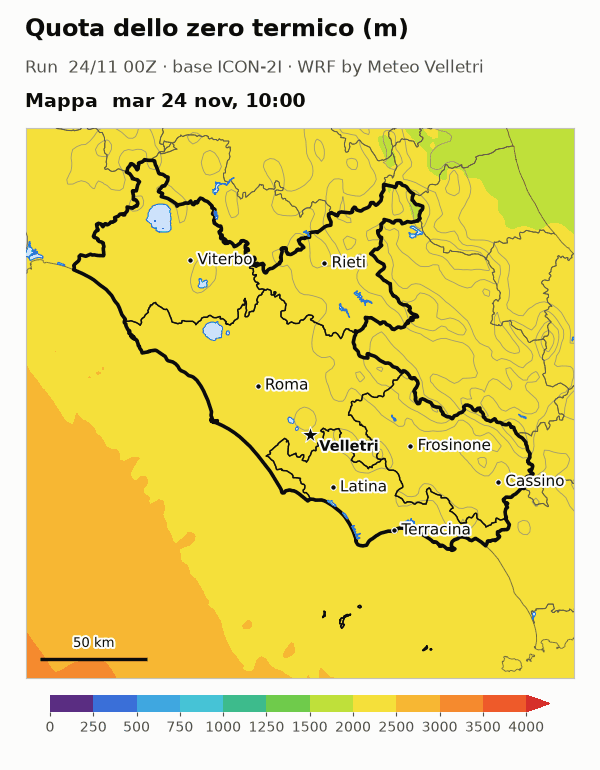 Quota dello zero termico (m)
Run 24/11 00Z · base ICON-2I · WRF by Meteo Velletri
Mappa mar 24 nov, 10:00
Viterbo
Rieti
Roma
Velletri
Frosinone
Latina
Cassino
Terracina
50 km
0 250 500 750 1000 1250 1500 2000 2500 3000 3500 4000